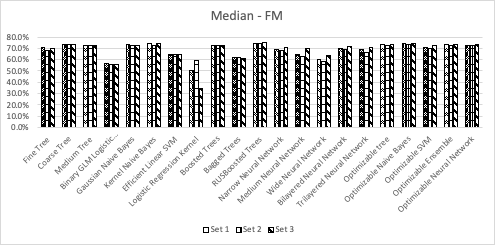 Median - FM
80.0%
70.0%
60.0%
50.0%
40.0%
30.0%
20.0%
10.0%
0.0%
Fine Tree
Coarse Tree
Medium Tree
Binary GLM Logistic...
Gaussian Naive Bayes
Kernel Naive Bayes
Efficient Linear SVM
Logistic Regression Kernel
Boosted Trees
Bagged Trees
RUSBoosted Trees
Narrow Neural Network
Medium Neural Network
Wide Neural Network
Bilayered Neural Network
Trilayered Neural Network
Optimizable tree
Optimizable Naive Bayes
Optimizable SVM
Optimizable Ensemble
Optimizable Neural Network
Set 1 Set 2 Set 3